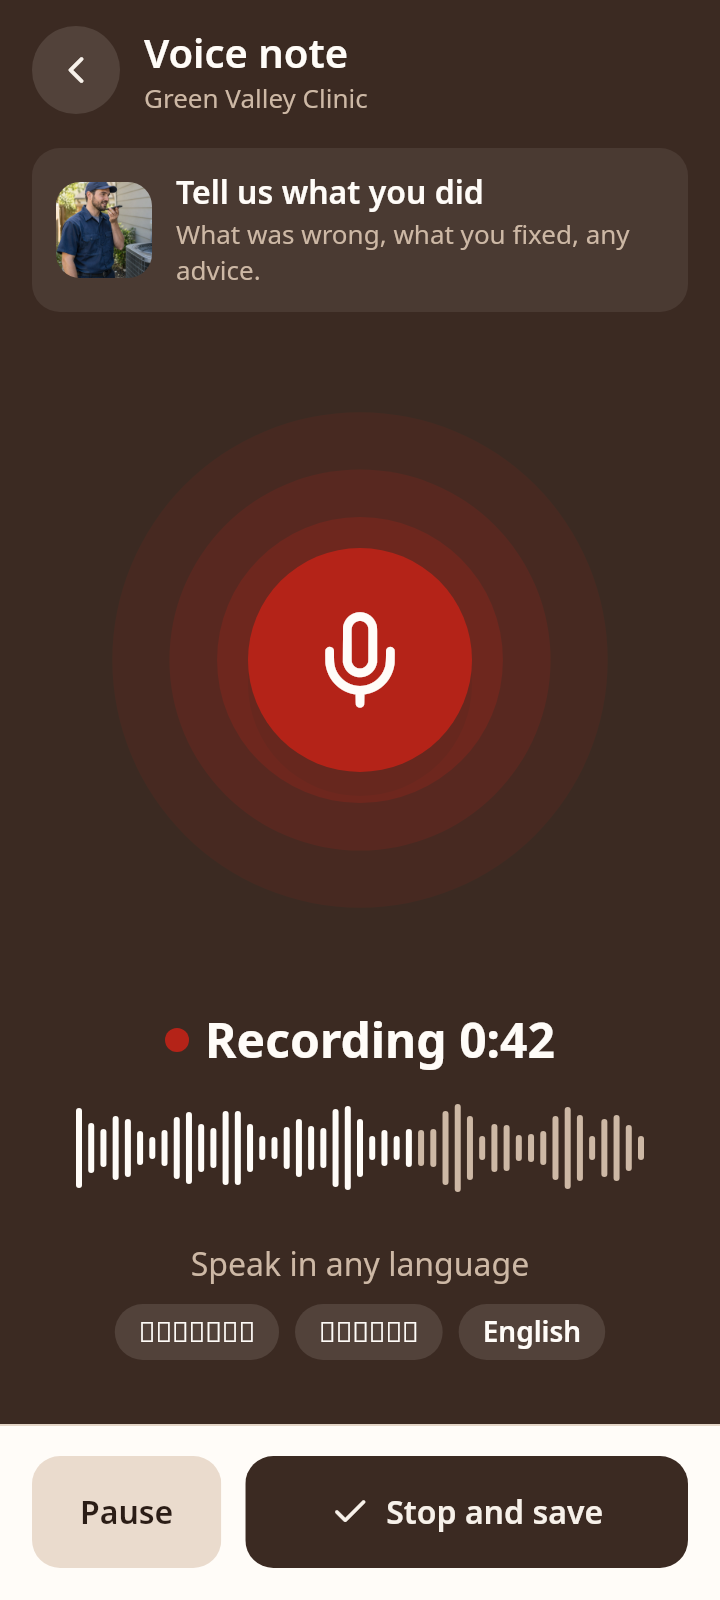 Voice note
Green Valley Clinic
Tell us what you did
What was wrong, what you fixed, any
advice.
Recording 0:42
Speak in any language
English
Pause
Stop and save